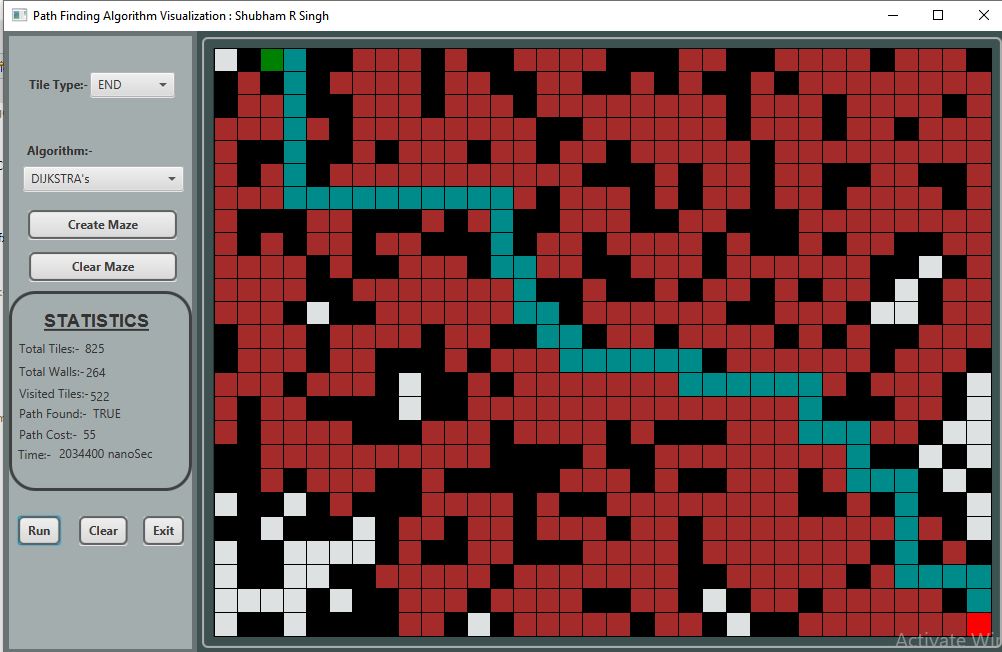 Path Finding Algorithm Visualization : Shubham R Singh
Tile Type:- END
Algorithm:-
DIJKSTRA's
Create Maze
Clear Maze
STATISTICS
Total Tiles:- 825
Total Walls:- 264
Visited Tiles:- 522
Path Found:- TRUE
Path Cost:- 55
Time:- 2034400 nanoSec
Run Clear Exit
Activate